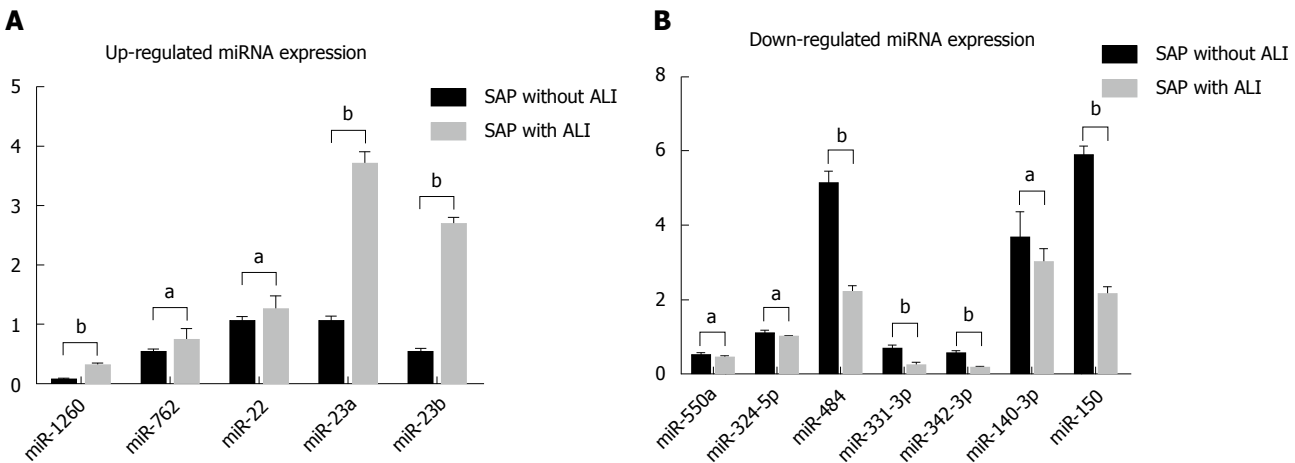 A
Up-regulated miRNA expression
SAP without ALI
SAP with ALI
5
4
3
2
1
0
b
a
a
b
b
miR-1260
miR-762
miR-22
miR-23a
miR-23b
B
Down-regulated miRNA expression
SAP without ALI
SAP with ALI
8
6
4
2
0
a
a
b
b
b
a
b
miR-550a
miR-324-5p
miR-484
miR-331-3p
miR-342-3p
miR-140-3p
miR-150